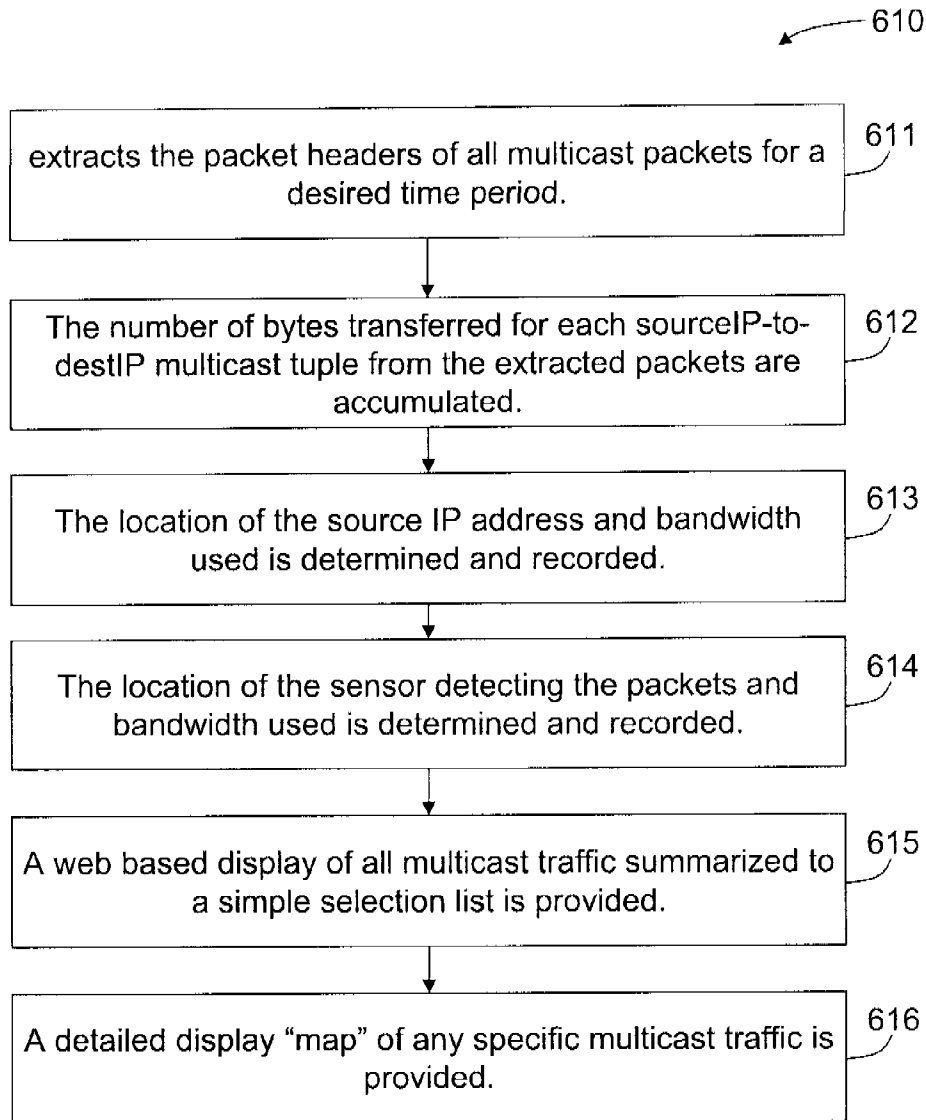 610
extracts the packet headers of all multicast packets for a
desired time period.
611
The number of bytes transferred for each sourceIP-to-
destIP multicast tuple from the extracted packets are
accumulated.
612
The location of the source IP address and bandwidth
used is determined and recorded.
613
The location of the sensor detecting the packets and
bandwidth used is determined and recorded.
614
A web based display of all multicast traffic summarized to
a simple selection list is provided.
615
A detailed display “map” of any specific multicast traffic is
provided.
616